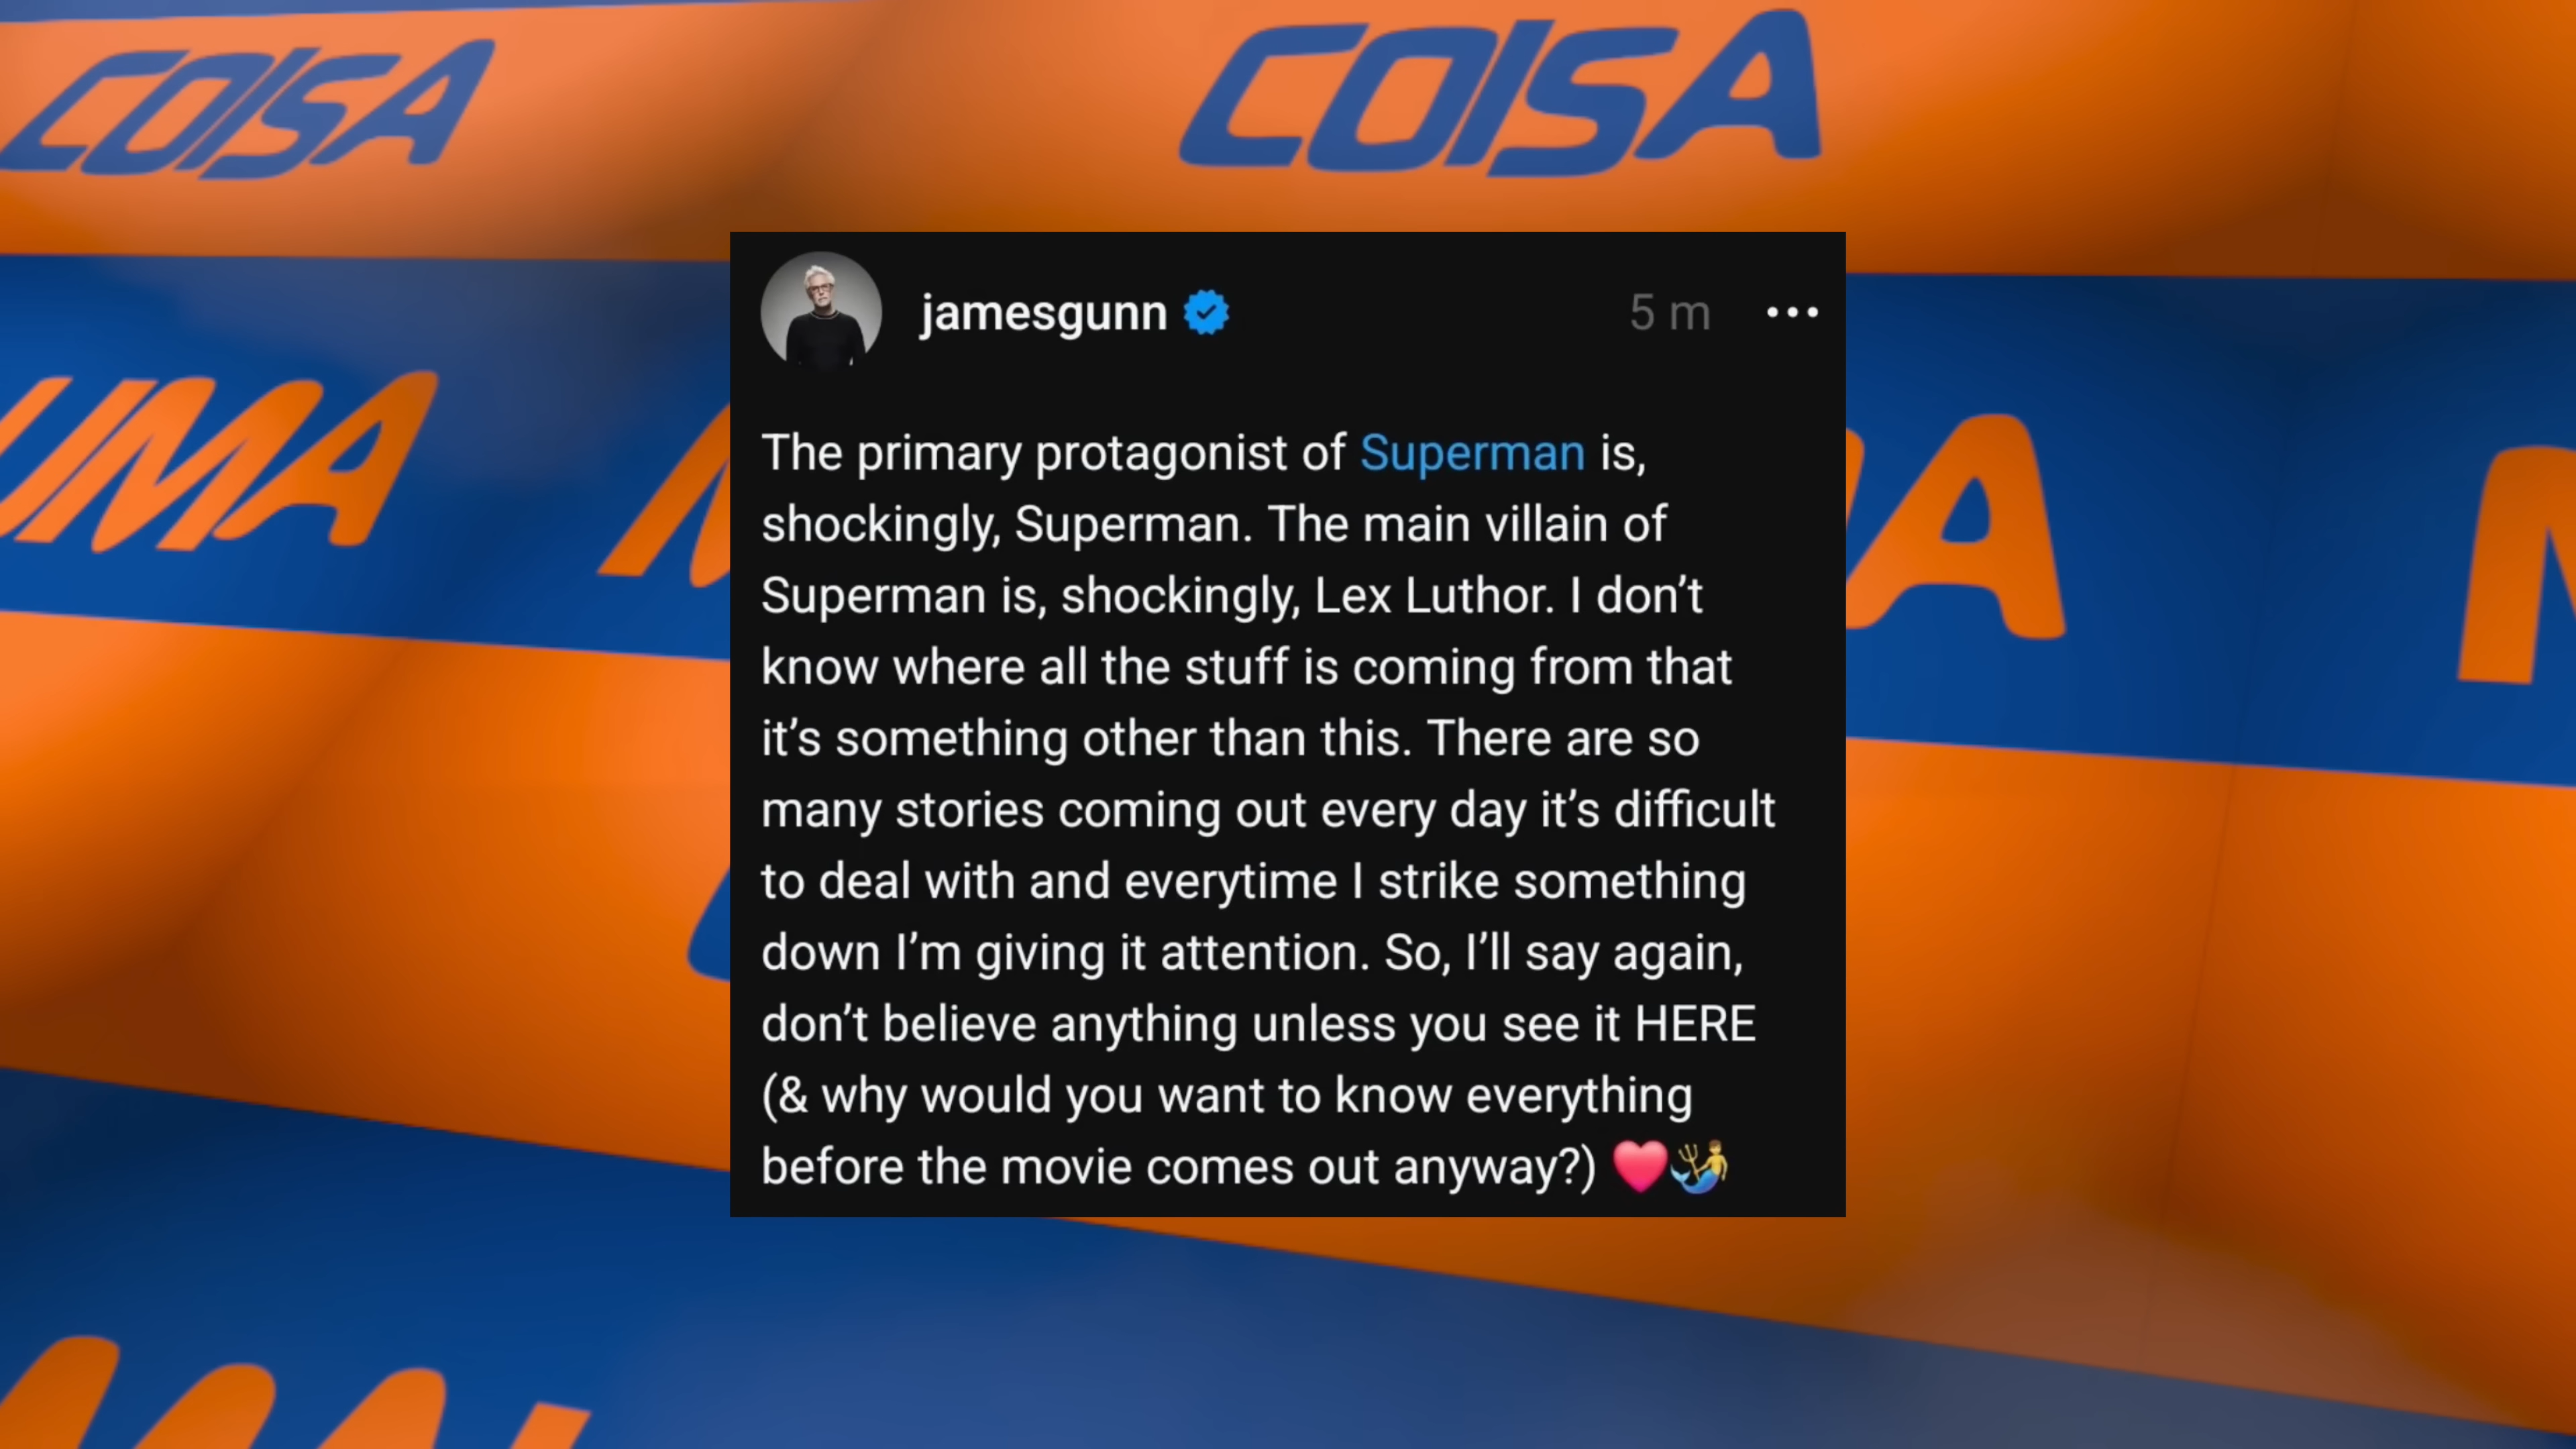 COISA COISA
UMA
jamesgunn
5 m
The primary protagonist of Superman is,
shockingly, Superman. The main villain of
Superman is, shockingly, Lex Luthor. I don’t
know where all the stuff is coming from that
it’s something other than this. There are so
many stories coming out every day it’s difficult
to deal with and everytime I strike something
down I’m giving it attention. So, I’ll say again,
don’t believe anything unless you see it HERE
(& why would you want to know everything
before the movie comes out anyway?) ❤️🧜‍♂️